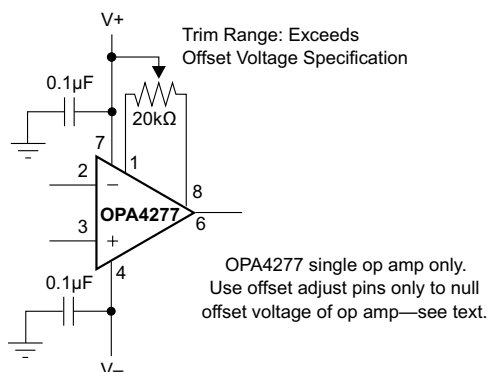 V+
Trim Range: Exceeds
Offset Voltage Specification
0.1µF
20kΩ
7
1
2
–
8
OPA4277
6
3
+
4
0.1µF
OPA4277 single op amp only.
Use offset adjust pins only to null
offset voltage of op amp—see text.
V–